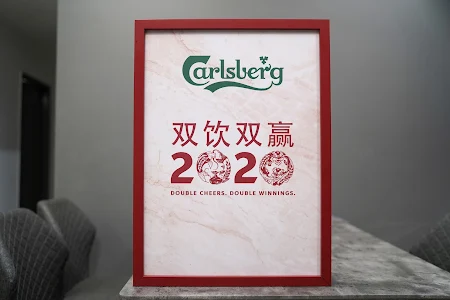 Carlsberg
双饮双赢
2020
DOUBLE CHEERS. DOUBLE WINNINGS.